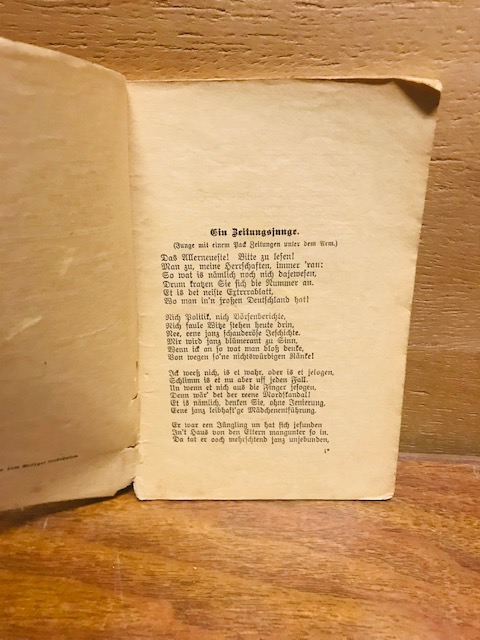 Ein Zeitungsjunge.
(Junge mit einem Pack Zeitungen unter dem Arm.)
Das Allerneuste! Bitte zu lesen!
Man zu, meine Herrschaften, immer 'ran:
So wat is nämlich noch nich dajewesen,
Drum kratzen Sie sich die Nummer an.
Et is det neiste Extrrablatt,
Wo man in'n jroßen Deutschland hat!
Nich Politik, nich Börsenberichte,
Nich faule Witze stehen heute drin,
Nee, eene janz schauderöse Jeschichte.
Mir wird janz blümerant zu Sinn,
Wenn ick an so wat man bloß denke,
Von wegen so'ne nichtswürdigen Ränke!
Ick weeß nich, is et wahr, oder is et jelogen,
Schlimm is et nu aber uff jeden Fall.
Un wenn et nich aus die Finger jesogen,
Denn wär' det der reene Mordskandal!
Et is nämlich, denken Sie, ohne Jenierung,
Eene janz leibhaft'ge Mädchenentführung.
Er war een Jüngling un hat sich jefunden
In't Haus von den Eltern mangunter so in,
Da tat er ooch mehrschtend janz unjebunden,
1*